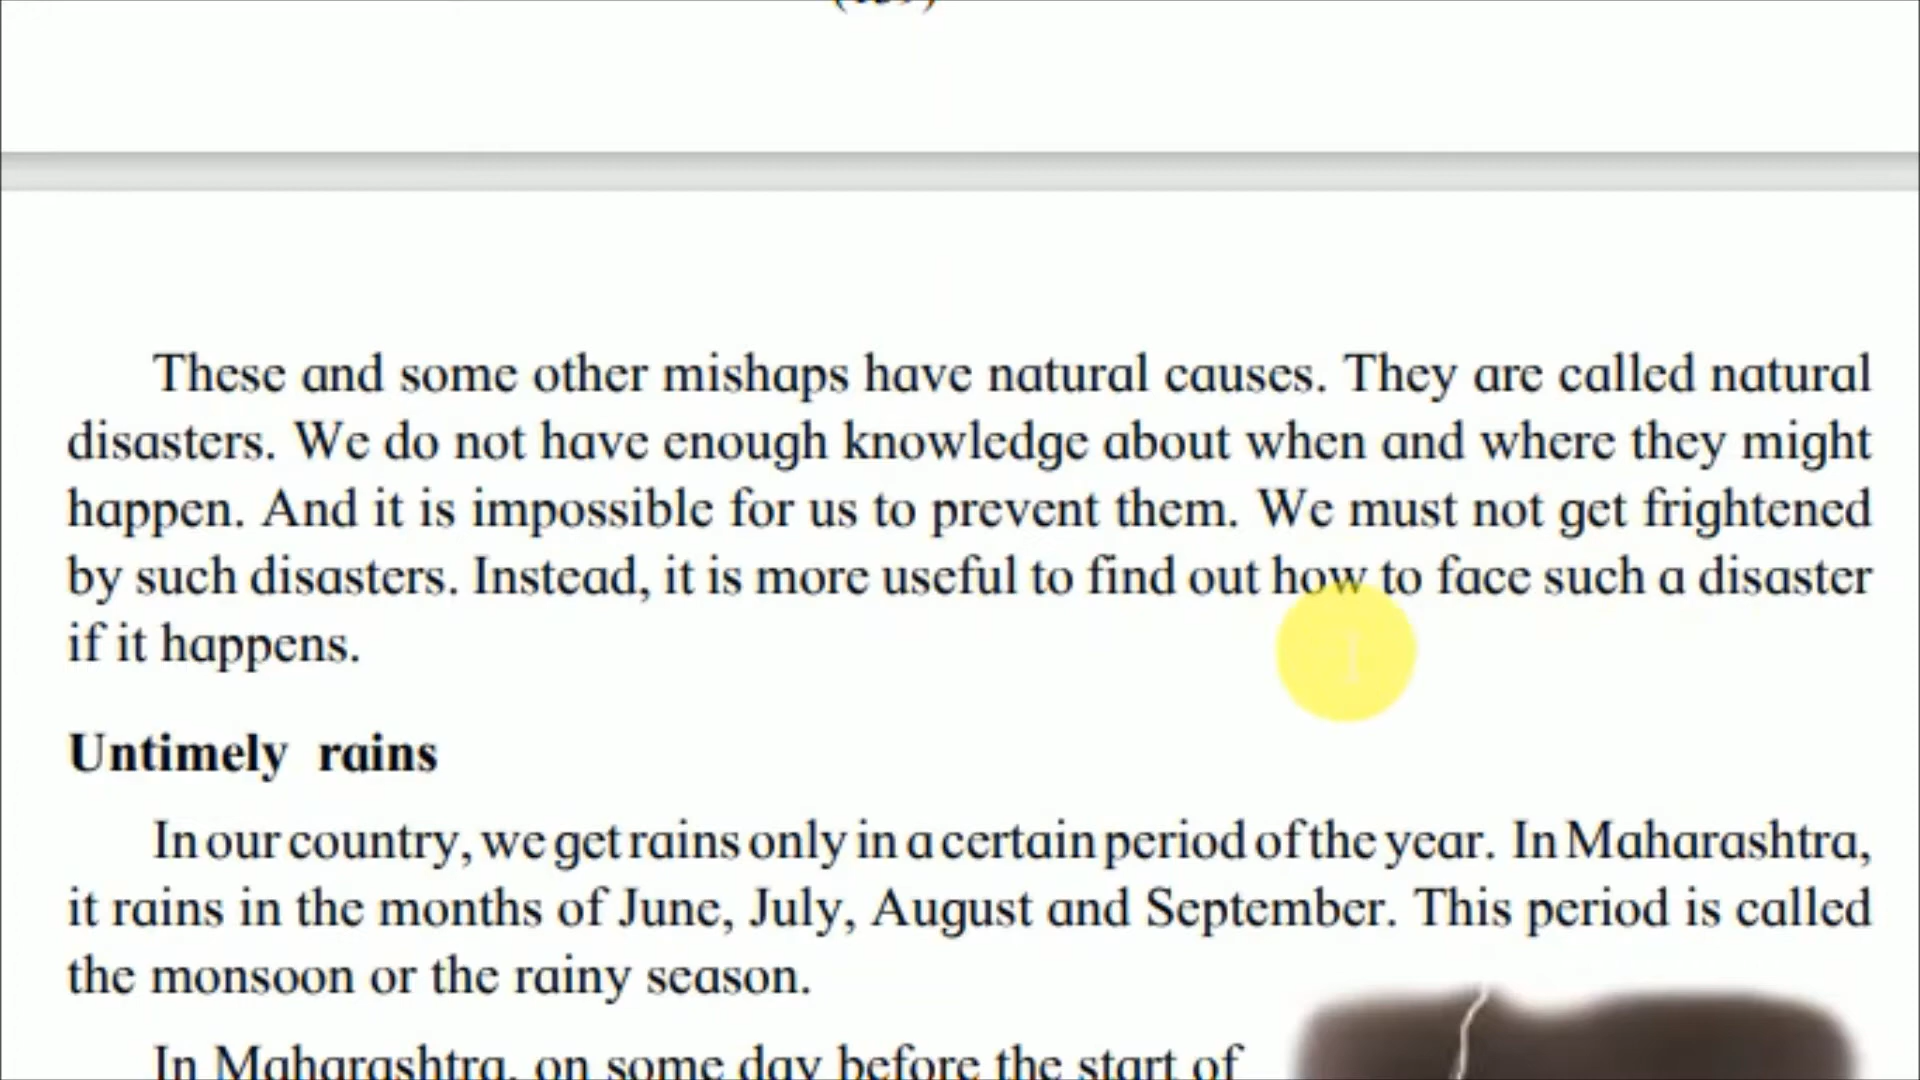 These and some other mishaps have natural causes. They are called natural
disasters. We do not have enough knowledge about when and where they might
happen. And it is impossible for us to prevent them. We must not get frightened
by such disasters. Instead, it is more useful to find out how to face such a disaster
if it happens.
Untimely rains
In our country, we get rains only in a certain period of the year. In Maharashtra,
it rains in the months of June, July, August and September. This period is called
the monsoon or the rainy season.
In Maharashtra, on some day before the start of